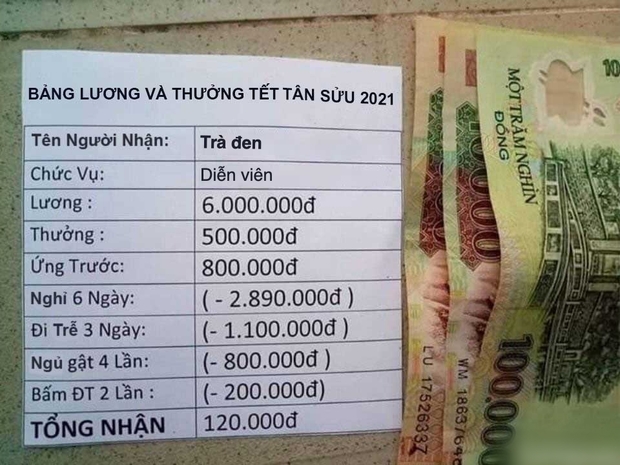 BẢNG LƯƠNG VÀ THƯỞNG TẾT TÂN SỬU 2021
Tên Người Nhận: Trà đen
Chức Vụ: Diễn viên
Lương : 6.000.000đ
Thưởng: 500.000đ
Ứng Trước: 800.000đ
Nghỉ 6 Ngày: (- 2.890.000đ )
Đi Trễ 3 Ngày: (- 1.100.000đ )
Ngủ gật 4 Lần: (- 800.000đ )
Bấm ĐT 2 Lần : (- 200.000đ)
TỔNG NHẬN 120.000đ
MỘT TRĂM NGHÌN
ĐỒNG
100.000
LU 17526337